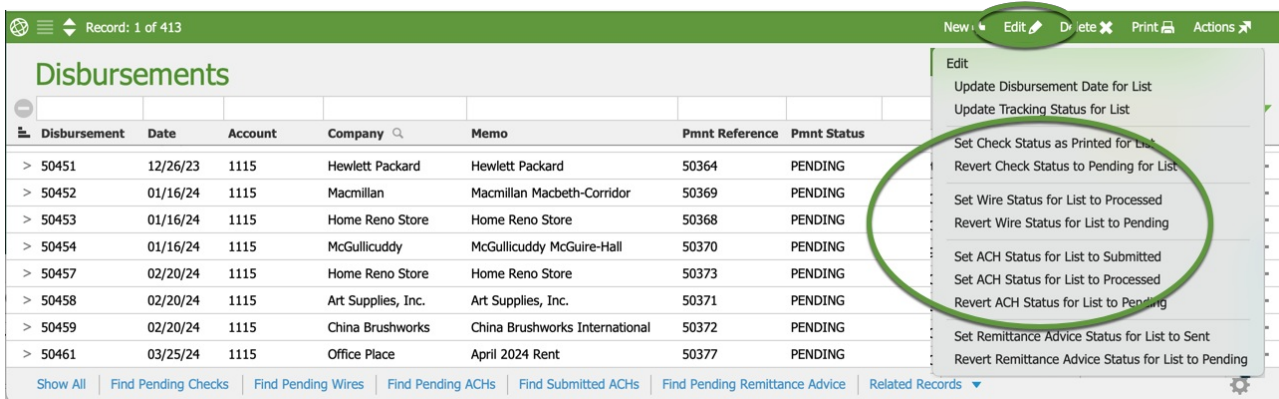 Record: 1 of 413
New Edit Delete Print Actions
Disbursements
Disbursement Date Account Company Memo Pmnt Reference Pmnt Status
> 50451 12/26/23 1115 Hewlett Packard Hewlett Packard 50364 PENDING
> 50452 01/16/24 1115 Macmillan Macmillan Macbeth-Corridor 50369 PENDING
> 50453 01/16/24 1115 Home Reno Store Home Reno Store 50368 PENDING
> 50454 01/16/24 1115 McGullicuddy McGullicuddy McGuire-Hall 50370 PENDING
> 50457 02/20/24 1115 Home Reno Store Home Reno Store 50373 PENDING
> 50458 02/20/24 1115 Art Supplies, Inc. Art Supplies, Inc. 50371 PENDING
> 50459 02/20/24 1115 China Brushworks China Brushworks International 50372 PENDING
> 50461 03/25/24 1115 Office Place April 2024 Rent 50377 PENDING
Edit
Update Disbursement Date for List
Update Tracking Status for List
Set Check Status as Printed for List
Revert Check Status to Pending for List
Set Wire Status for List to Processed
Revert Wire Status for List to Pending
Set ACH Status for List to Submitted
Set ACH Status for List to Processed
Revert ACH Status for List to Pending
Set Remittance Advice Status for List to Sent
Revert Remittance Advice Status for List to Pending
Show All Find Pending Checks Find Pending Wires Find Pending ACHs Find Submitted ACHs Find Pending Remittance Advice Related Records